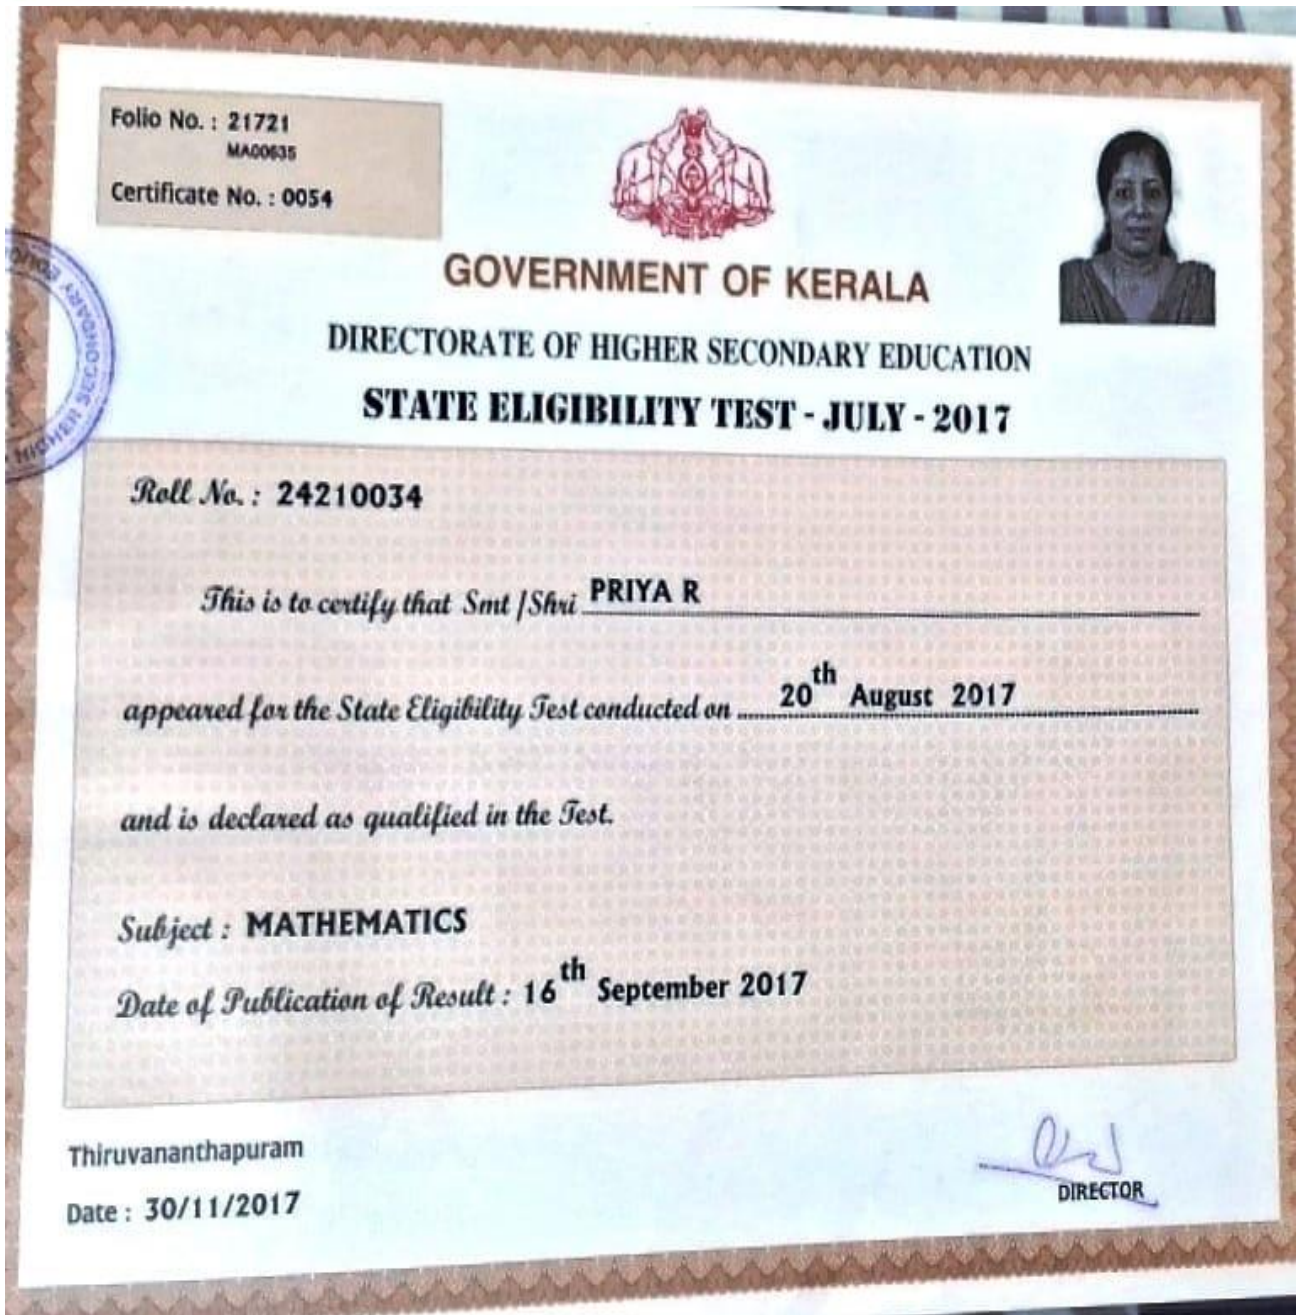 Folio No. : 21721
MA00635
Certificate No. : 0054
GOVERNMENT OF KERALA
DIRECTORATE OF HIGHER SECONDARY EDUCATION
STATE ELIGIBILITY TEST - JULY - 2017
HIGHER SECONDARY
Roll No. : 24210034
This is to certify that Smt /Shri PRIYA R
appeared for the State Eligibility Test conducted on 20th August 2017
and is declared as qualified in the Test.
Subject : MATHEMATICS
Date of Publication of Result : 16th September 2017
Thiruvananthapuram
Date : 30/11/2017
DIRECTOR